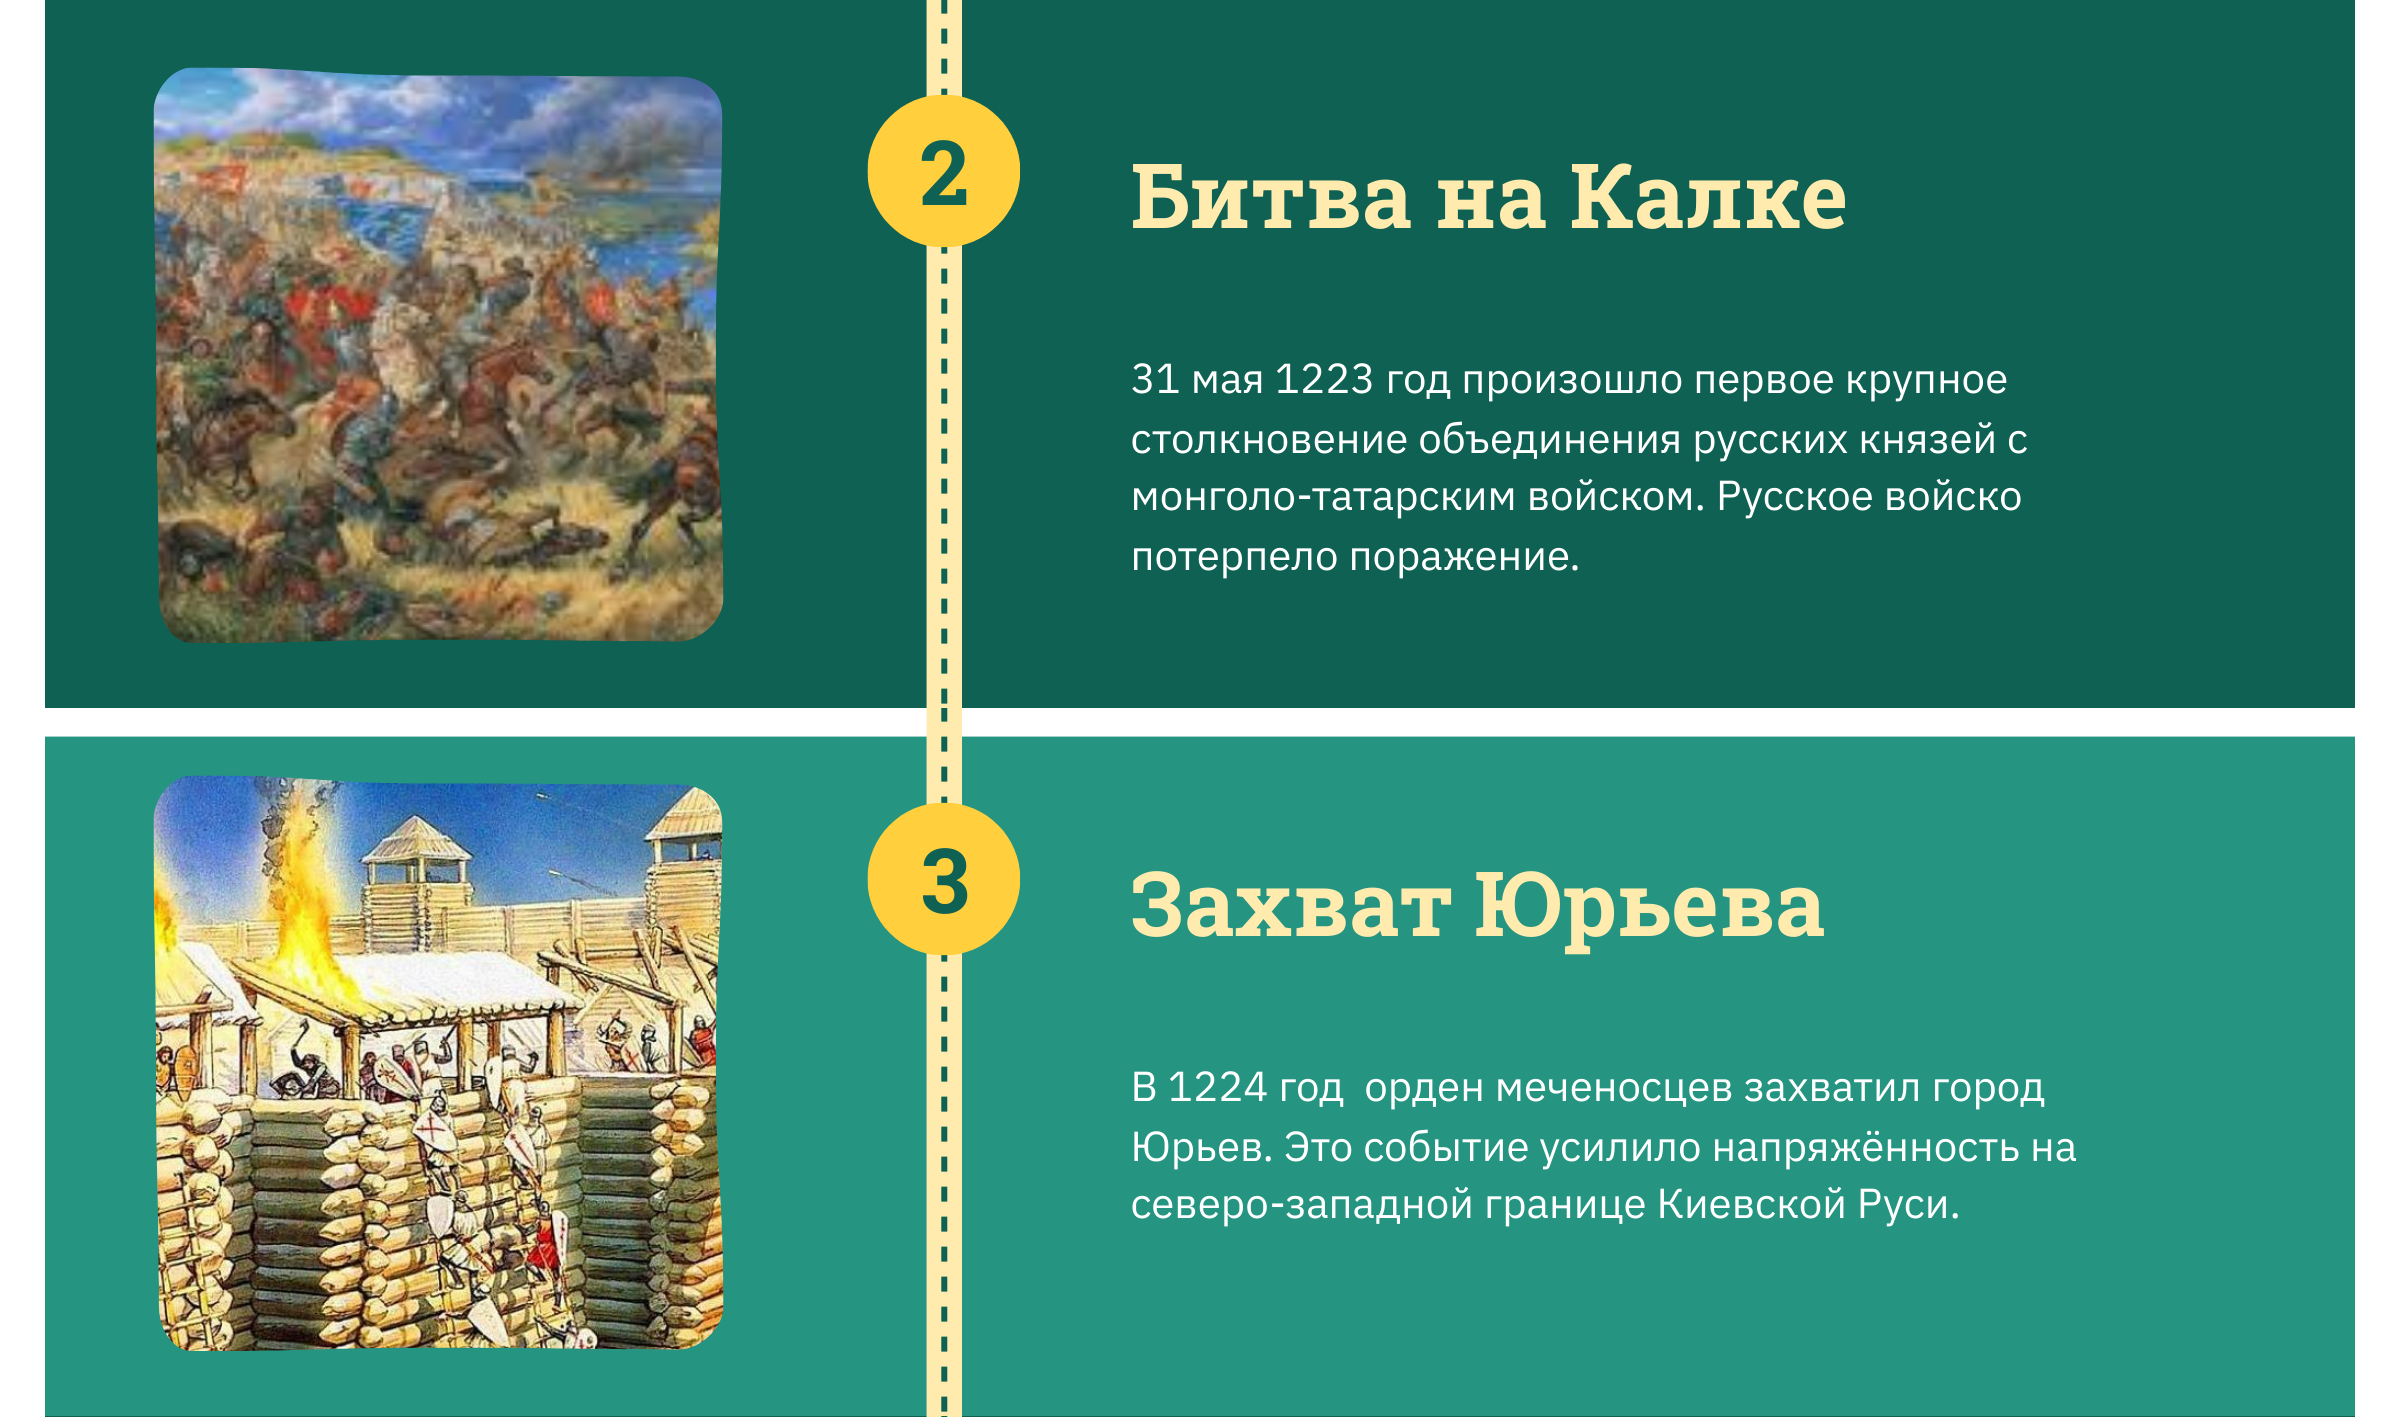 2
Битва на Калке
31 мая 1223 год произошло первое крупное
столкновение объединения русских князей с
монголо-татарским войском. Русское войско
потерпело поражение.
3
Захват Юрьева
В 1224 год  орден меченосцев захватил город
Юрьев. Это событие усилило напряжённость на
северо-западной границе Киевской Руси.